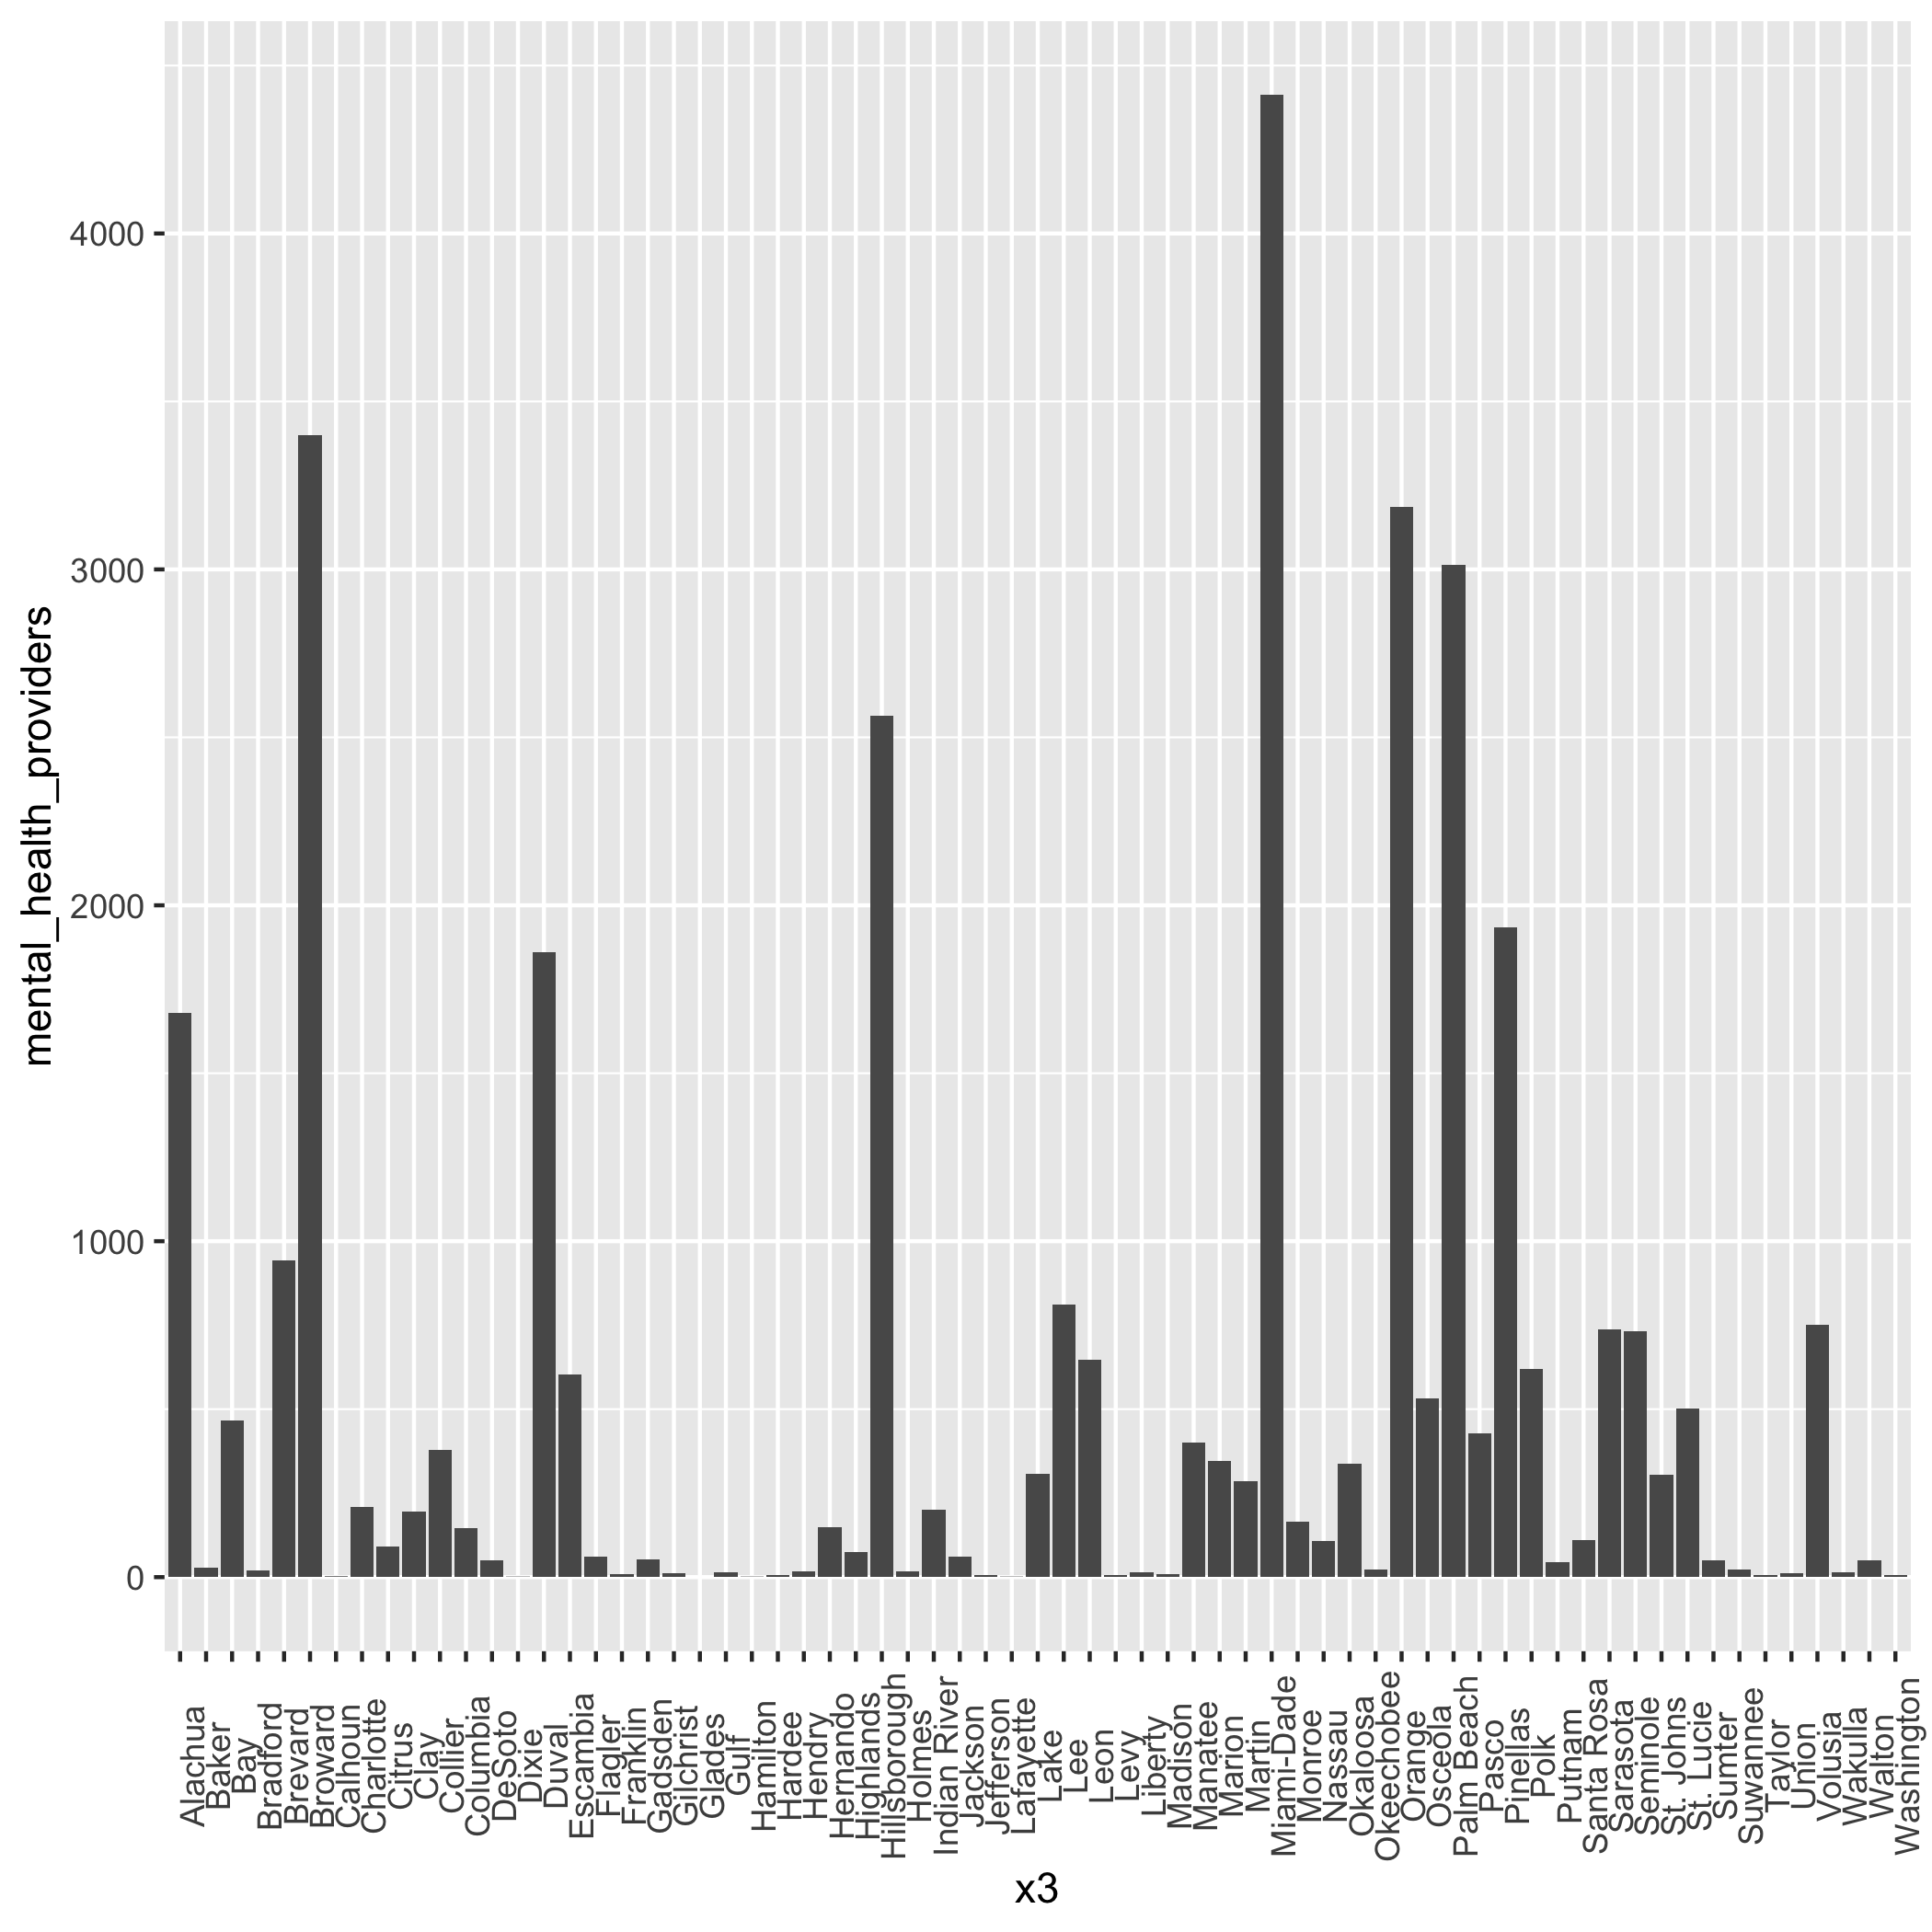 mental_health_providers
4000
3000
2000
1000
0
Alachua
Baker
Bay
Bradford
Brevard
Broward
Calhoun
Charlotte
Citrus
Clay
Collier
Columbia
DeSoto
Dixie
Duval
Escambia
Flagler
Franklin
Gadsden
Gilchrist
Glades
Gulf
Hamilton
Hardee
Hendry
Hernando
Highlands
Hillsborough
Holmes
Indian River
Jackson
Jefferson
Lafayette
Lake
Lee
Leon
Levy
Liberty
Madison
Manatee
Marion
Martin
Miami-Dade
Monroe
Nassau
Okaloosa
Okeechobee
Orange
Osceola
Palm Beach
Pasco
Pinellas
Polk
Putnam
Santa Rosa
Sarasota
Seminole
St. Johns
St. Lucie
Sumter
Suwannee
Taylor
Union
Volusia
Wakulla
Walton
Washington
x3